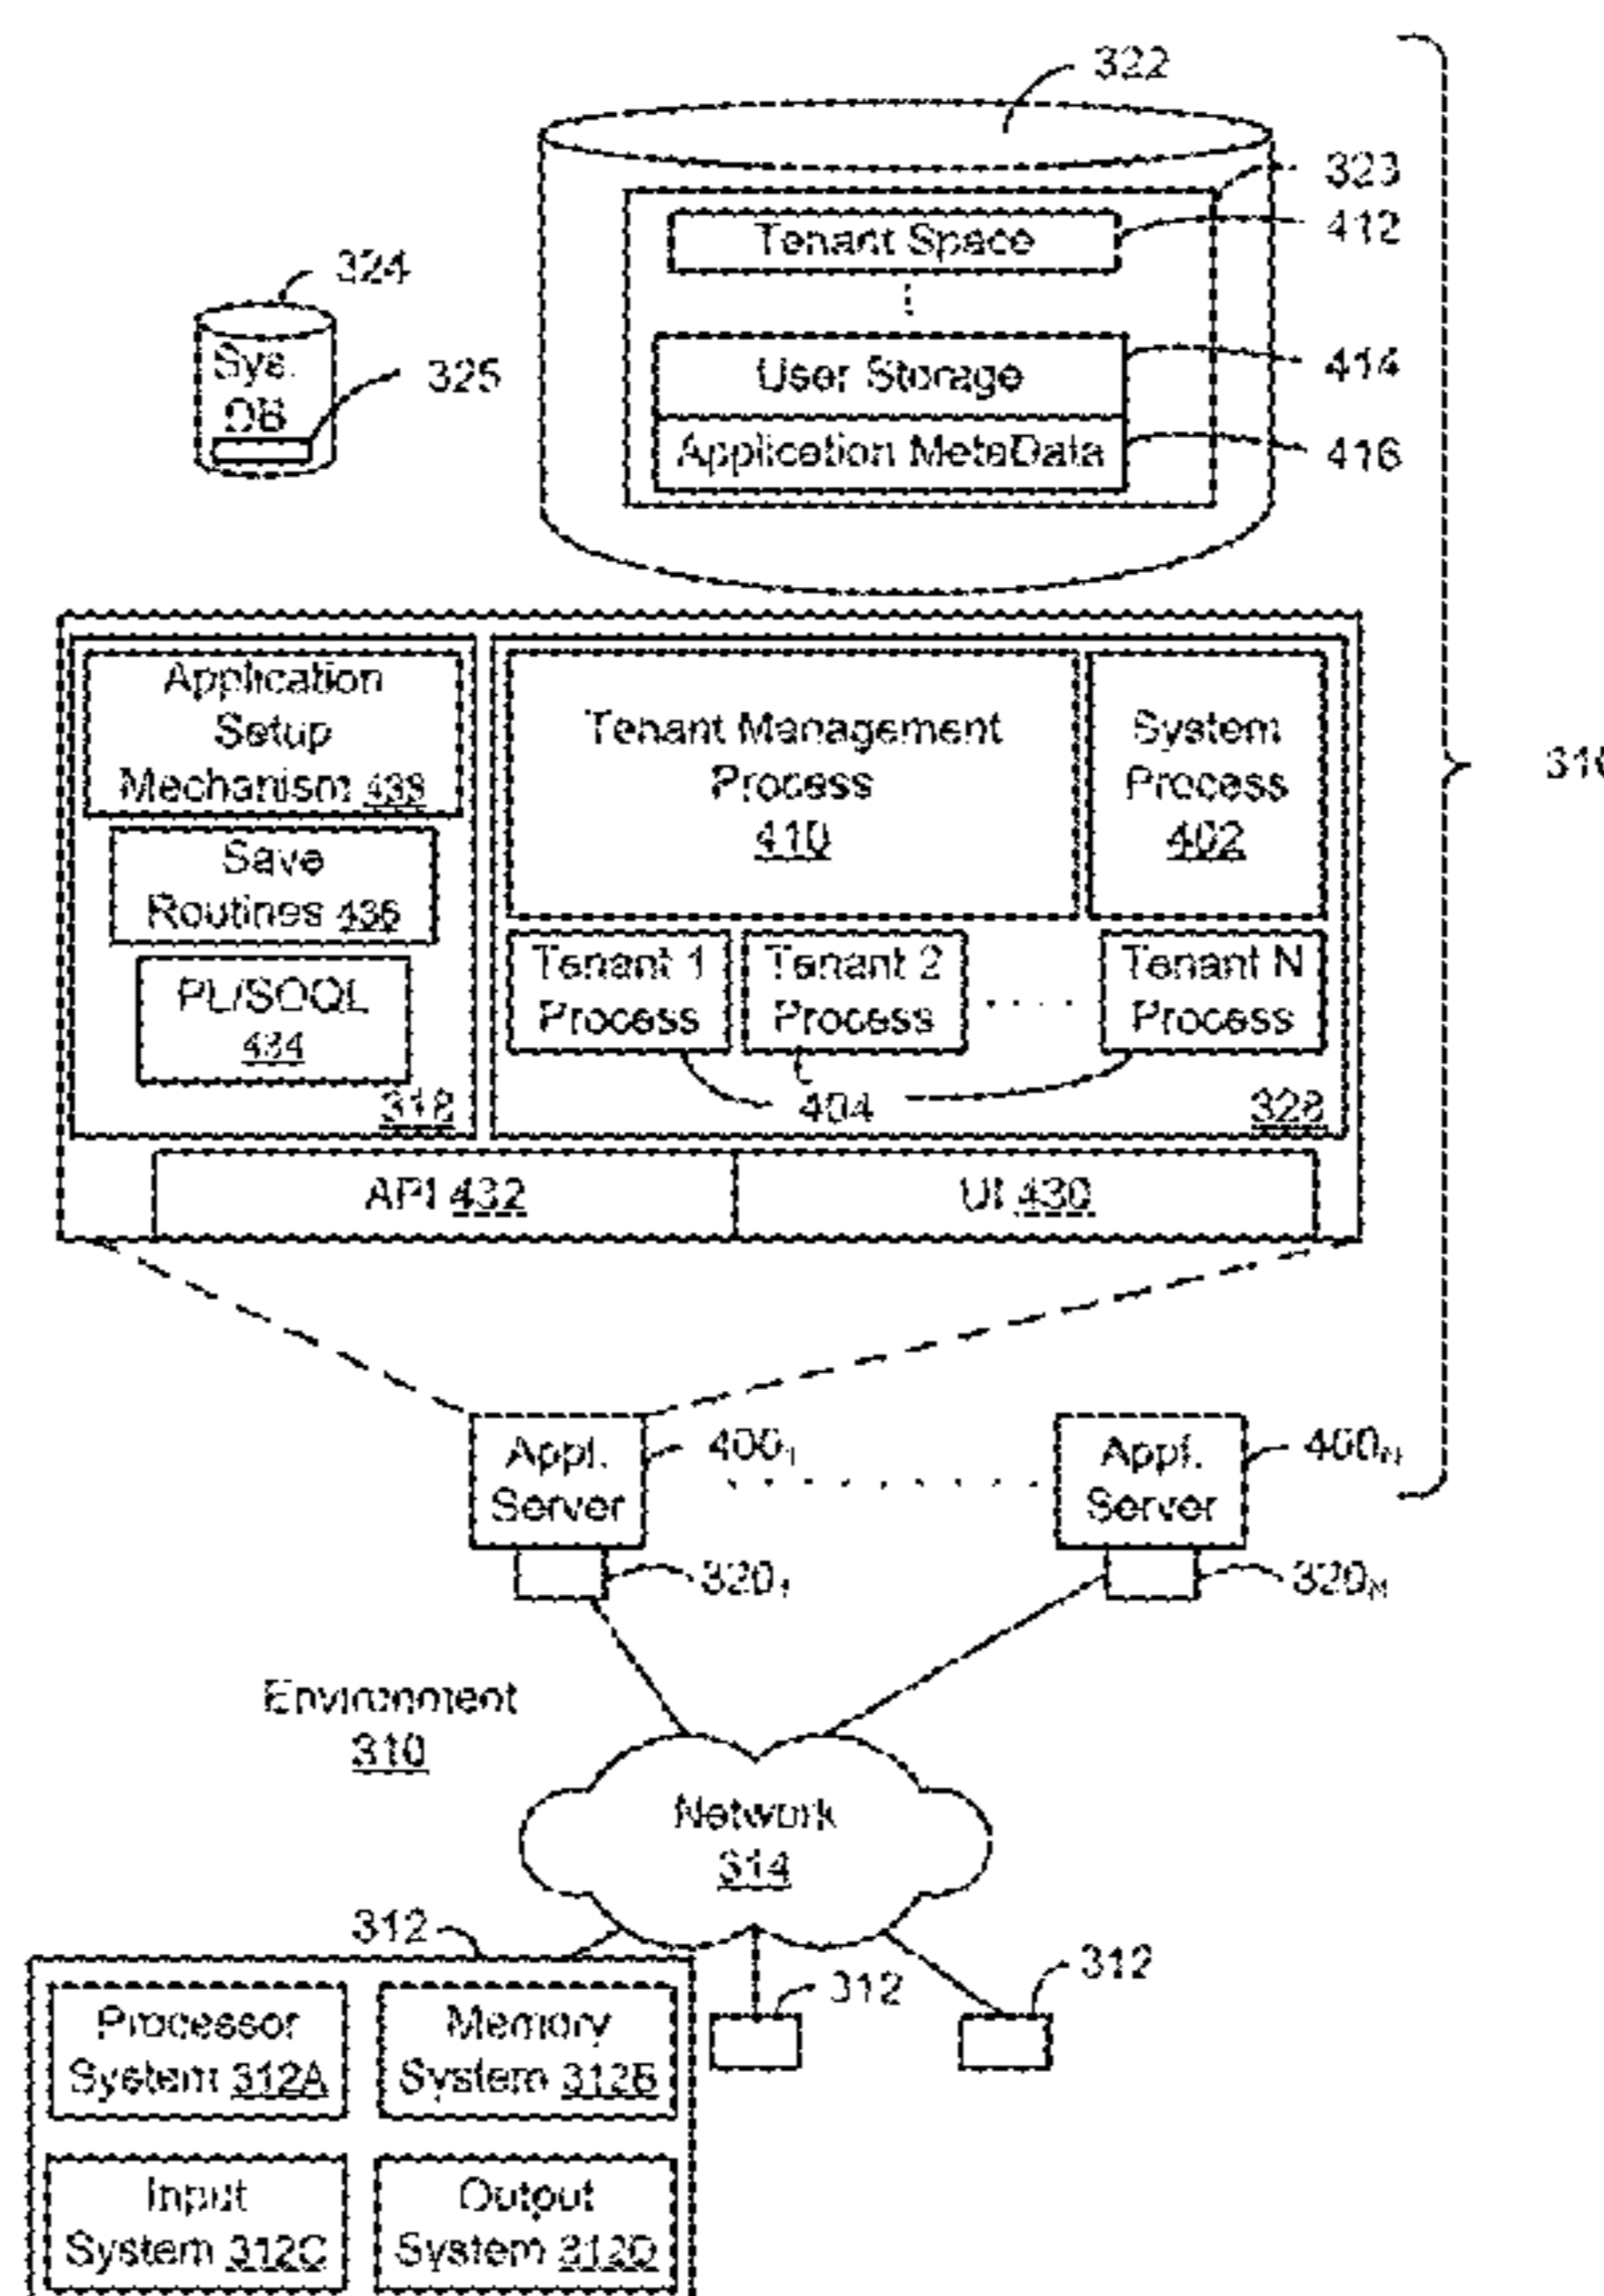 322
323
Tenant Space
412
324
Sys.
DB
325
User Storage
414
Application MetaData
416
Application
Setup
Mechanism 438
Save
Routines 436
PL/SOQL
434
318
Tenant Management
Process
410
System
Process
402
Tenant 1
Process
Tenant 2
Process
Tenant N
Process
404
328
API 432
UI 430
Appl.
Server
400₁
Appl.
Server
400ₙ
320₁
320ₙ
Environment
310
Network
314
312
312
312
Processor
System 312A
Memory
System 312B
Input
System 312C
Output
System 312D